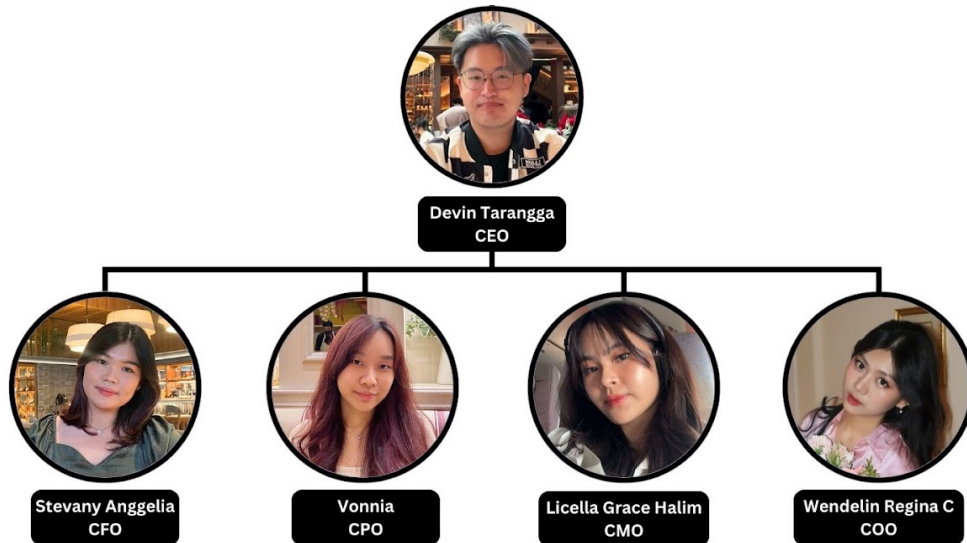 Devin Tarangga
CEO
Stevany Anggelia
CFO
Vonnia
CPO
Licella Grace Halim
CMO
Wendelin Regina C
COO